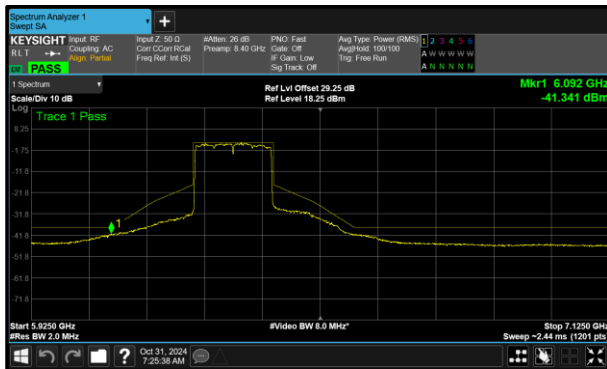 Spectrum Analyzer 1
Swept SA
+
KEYSIGHT
RLT
LXI
PASS
Input: RF
Coupling: AC
Align: Partial
Input Z: 50 Ω
Corr CCorr RCal
Freq Ref: Int (S)
#Atten: 26 dB
Preamp: 8.40 GHz
PNO: Fast
Gate: Off
IF Gain: Low
Sig Track: Off
Avg Type: Power (RMS)
Avg|Hold: 100/100
Trig: Free Run
1 2 3 4 5 6
A W W W W W
A N N N N N
1 Spectrum
Scale/Div 10 dB
Ref Lvl Offset 29.25 dB
Ref Level 18.25 dBm
Mkr1 6.092 GHz
-41.341 dBm
Log
Trace 1 Pass
8.25
-1.75
-11.8
-21.8
-31.8
-41.8
-51.8
-61.8
-71.8
1
Start 5.9250 GHz
#Res BW 2.0 MHz
#Video BW 8.0 MHz*
Stop 7.1250 GHz
Sweep ~2.44 ms (1201 pts)
?
Oct 31, 2024
7:25:38 AM